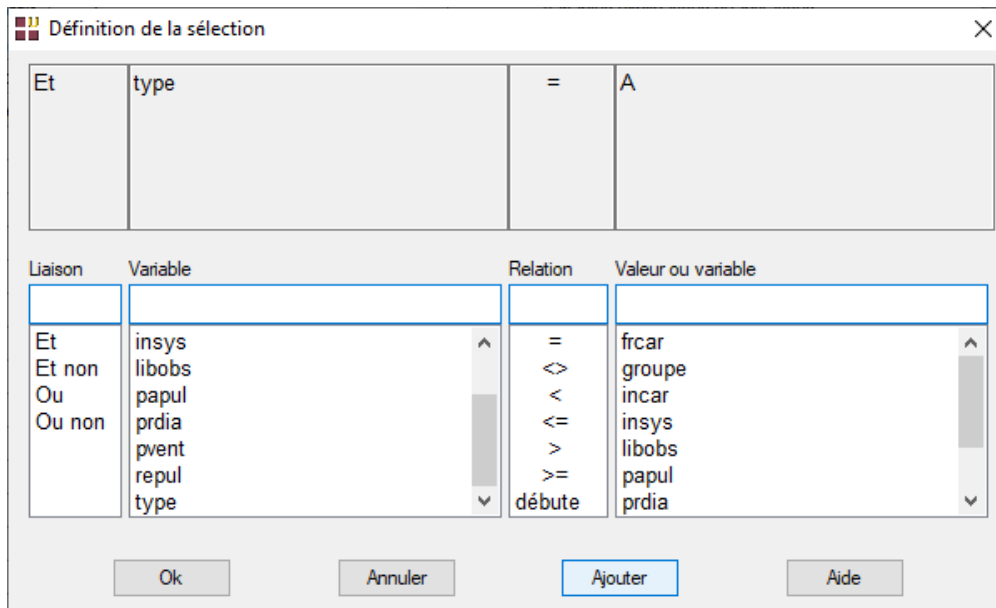 Définition de la sélection
Et type = A
Liaison Variable Relation Valeur ou variable
Et insys = frcar
Et non libobs <> groupe
Ou papul < incar
Ou non prdia <= insys
pvent > libobs
repul >= papul
type débute prdia
Ok Annuler Ajouter Aide